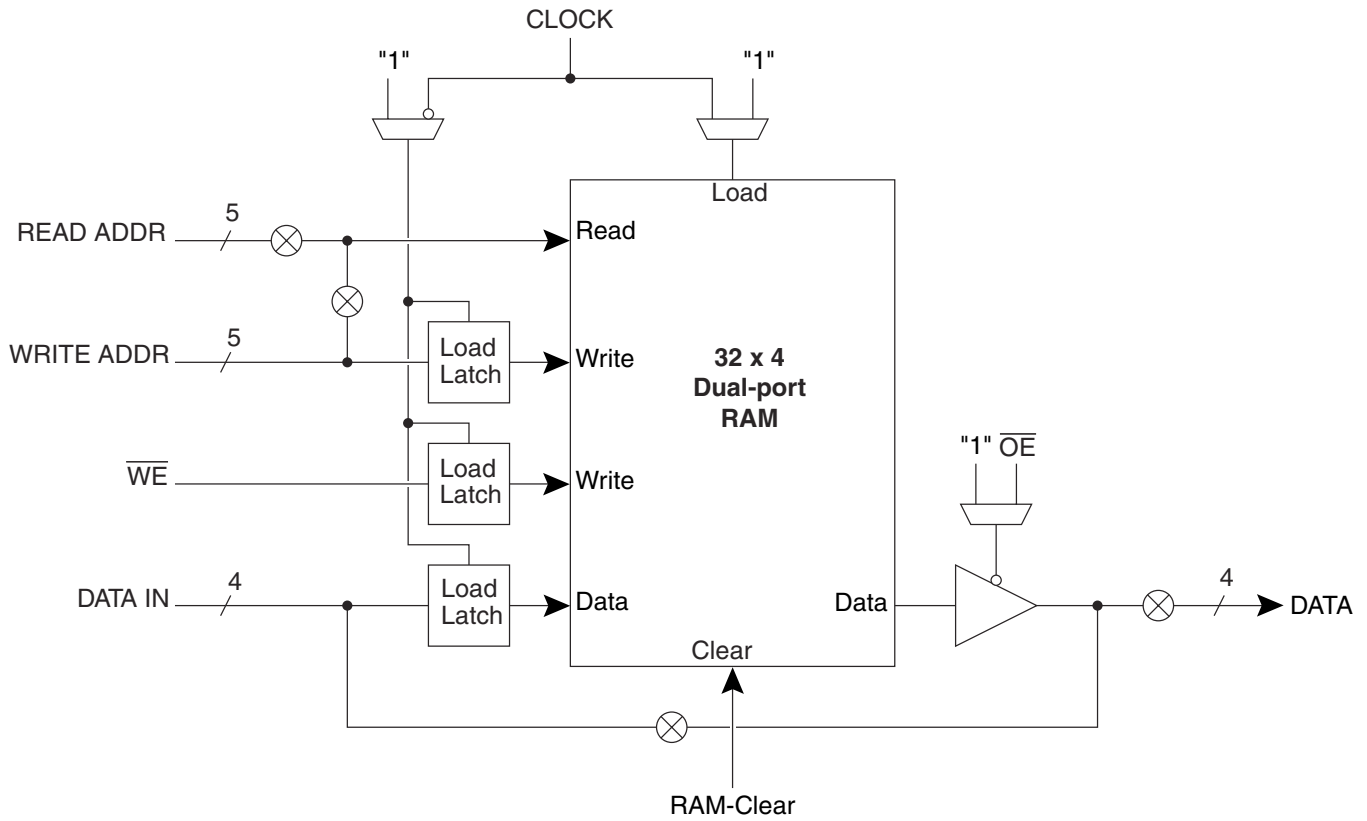 CLOCK
"1"
"1"
Load
5
READ ADDR
Read
5
WRITE ADDR
Load
Latch
Write
32 x 4
Dual-port
RAM
WE
Load
Latch
Write
"1" OE
4
DATA IN
Load
Latch
Data
Data
4
DATA
Clear
RAM-Clear